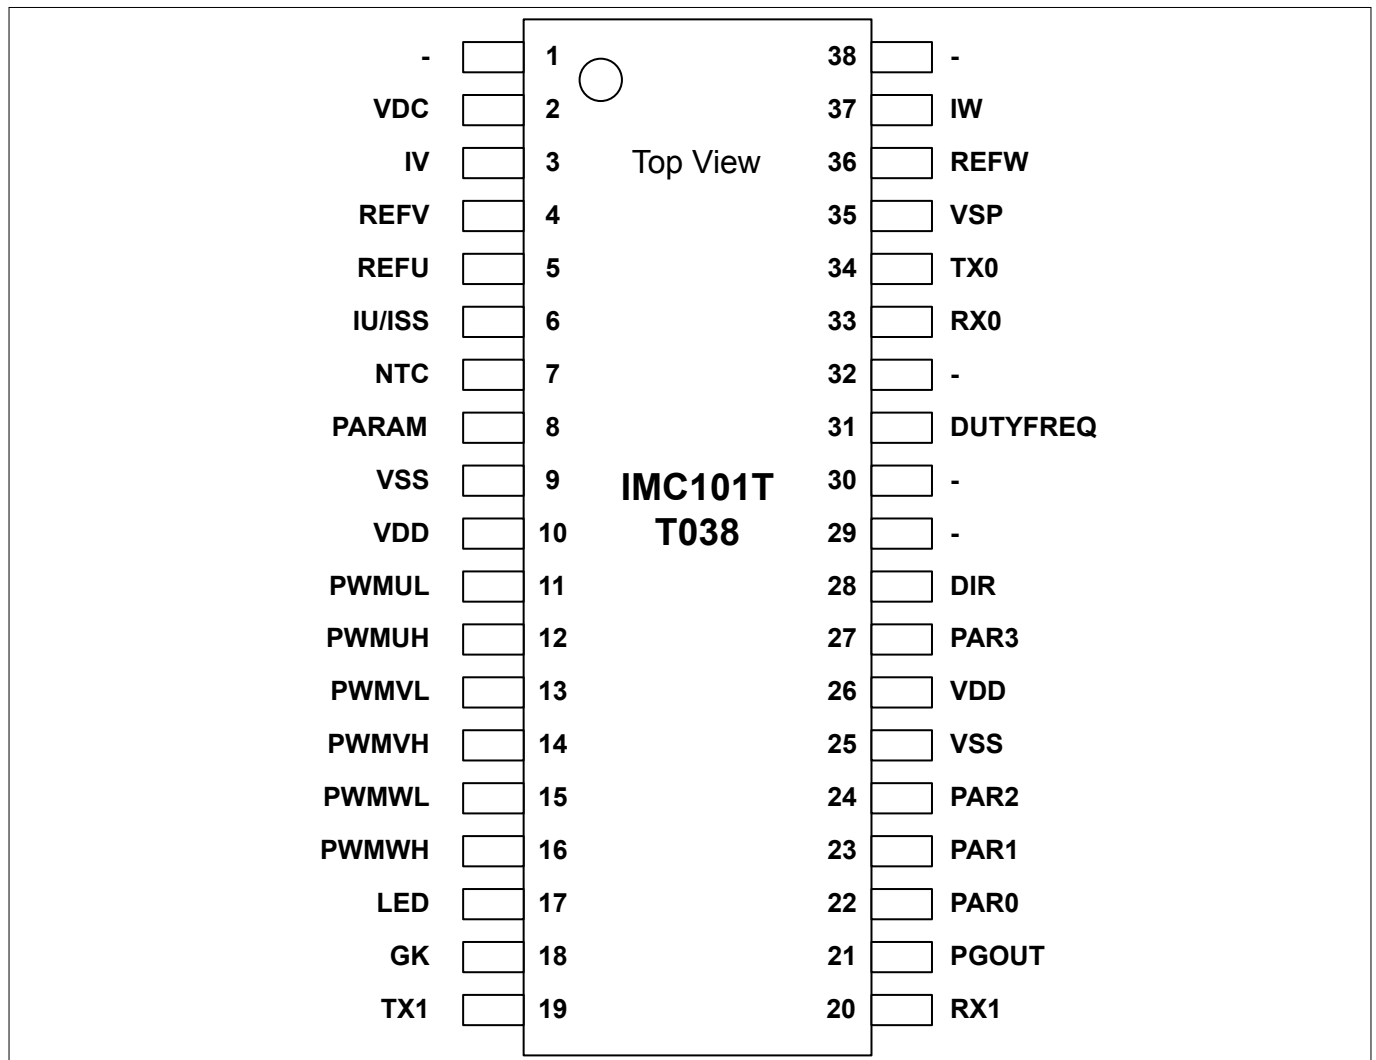 - 1 38 -
VDC 2 37 IW
IV 3 Top View 36 REFW
REFV 4 35 VSP
REFU 5 34 TX0
IU/ISS 6 33 RX0
NTC 7 32 -
PARAM 8 31 DUTYFREQ
VSS 9 IMC101T 30 -
VDD 10 T038 29 -
PWMUL 11 28 DIR
PWMUH 12 27 PAR3
PWMVL 13 26 VDD
PWMVH 14 25 VSS
PWMWL 15 24 PAR2
PWMWH 16 23 PAR1
LED 17 22 PAR0
GK 18 21 PGOUT
TX1 19 20 RX1